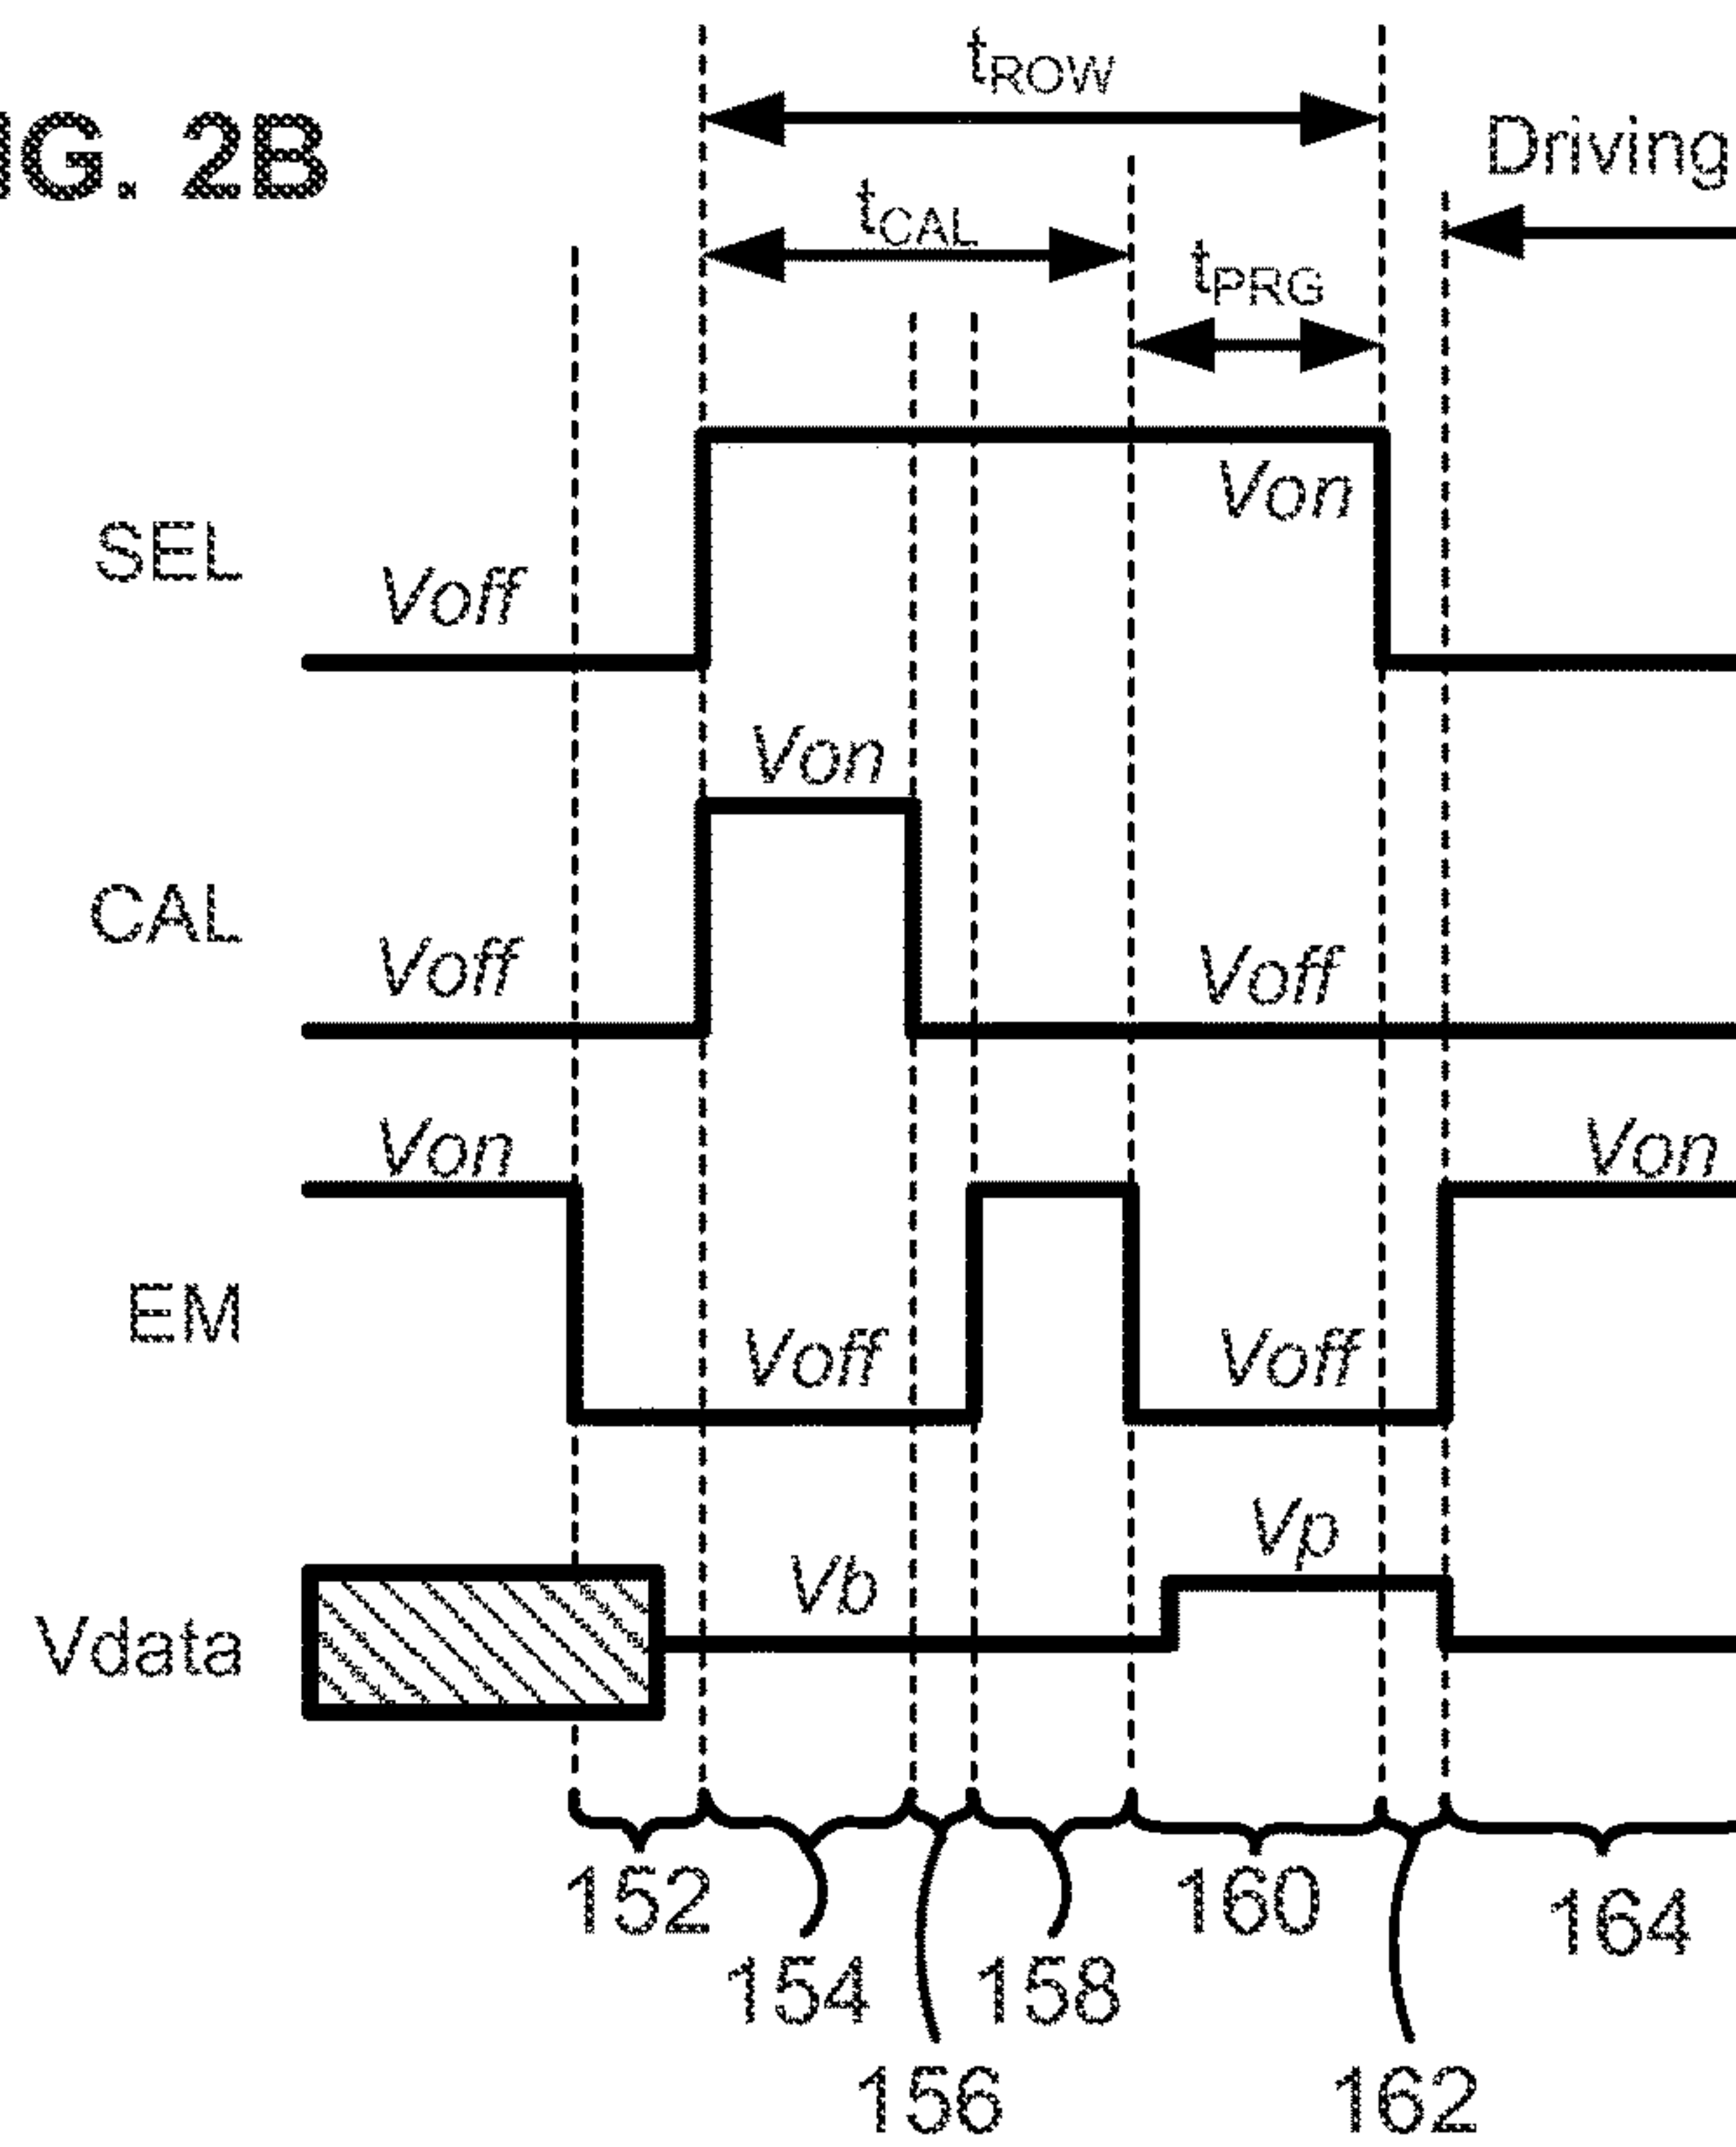 IG. 2B
tROW
Driving
tCAL
tPRG
SEL
Voff
Von
CAL
Voff
Von
Voff
EM
Von
Voff
Voff
Von
Vdata
Vb
Vp
152
154
156
158
160
162
164